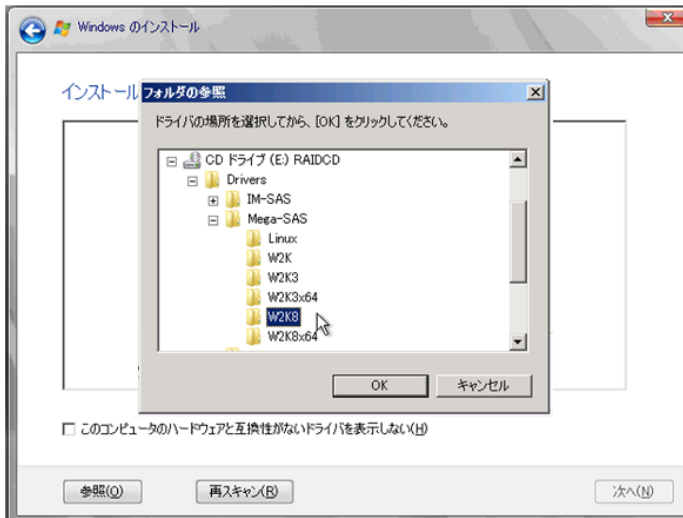 Windows のインストール
インストール
フォルダの参照
ドライバの場所を選択してから、[OK] をクリックしてください。
CD ドライブ (E:) RAIDCD
Drivers
IM-SAS
Mega-SAS
Linux
W2K
W2K3
W2K3x64
W2K8
W2K8x64
OK
キャンセル
このコンピュータのハードウェアと互換性がないドライバを表示しない(H)
参照(O)
再スキャン(R)
次へ(N)